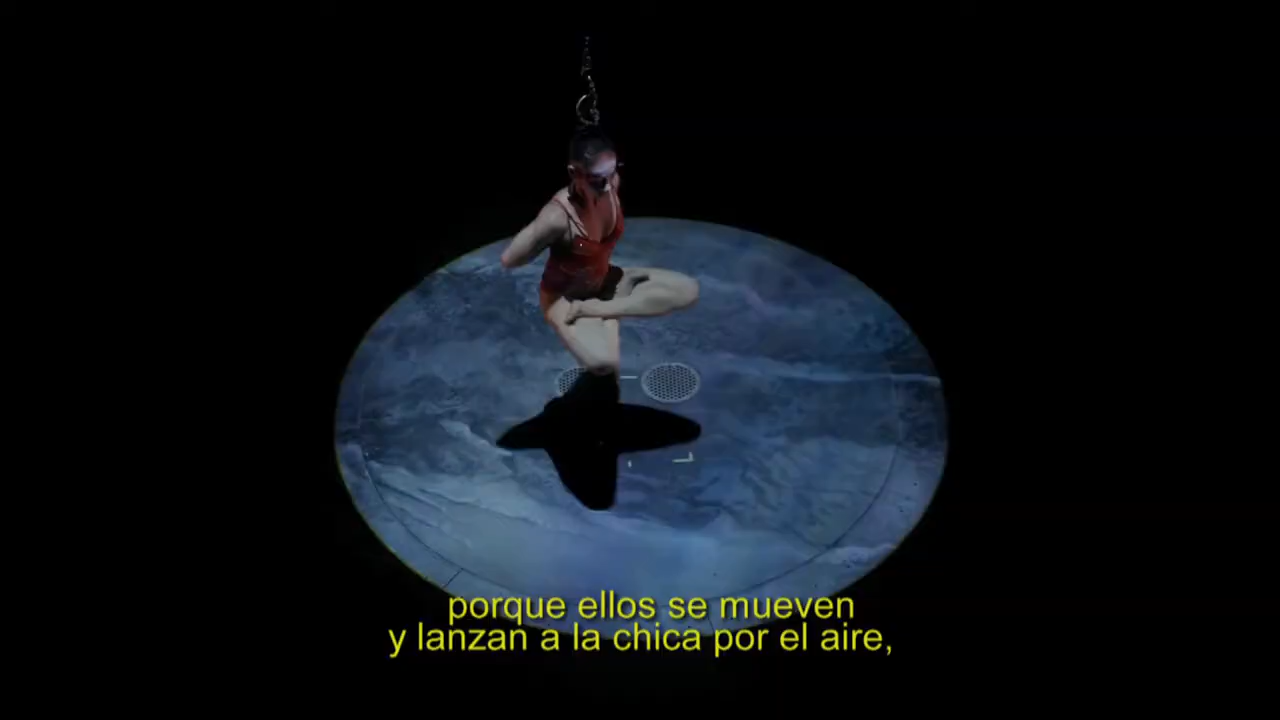 porque ellos se mueven
y lanzan a la chica por el aire,